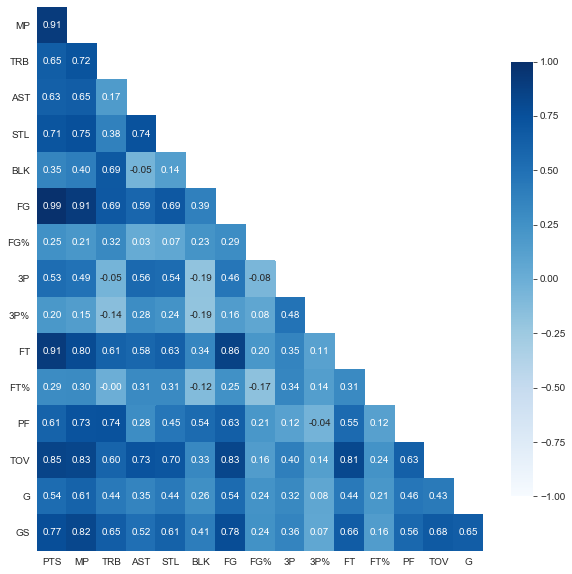 MP 0.91
TRB 0.65 0.72
1.00
AST 0.63 0.65 0.17
0.75
STL 0.71 0.75 0.38 0.74
BLK 0.35 0.40 0.69 -0.05 0.14
0.50
FG 0.99 0.91 0.69 0.59 0.69 0.39
0.25
FG% 0.25 0.21 0.32 0.03 0.07 0.23 0.29
3P 0.53 0.49 -0.05 0.56 0.54 -0.19 0.46 -0.08
0.00
3P% 0.20 0.15 -0.14 0.28 0.24 -0.19 0.16 0.08 0.48
−0.25
FT 0.91 0.80 0.61 0.58 0.63 0.34 0.86 0.20 0.35 0.11
FT% 0.29 0.30 -0.00 0.31 0.31 -0.12 0.25 -0.17 0.34 0.14 0.31
−0.50
PF 0.61 0.73 0.74 0.28 0.45 0.54 0.63 0.21 0.12 -0.04 0.55 0.12
−0.75
TOV 0.85 0.83 0.60 0.73 0.70 0.33 0.83 0.16 0.40 0.14 0.81 0.24 0.63
G 0.54 0.61 0.44 0.35 0.44 0.26 0.54 0.24 0.32 0.08 0.44 0.21 0.46 0.43
−1.00
GS 0.77 0.82 0.65 0.52 0.61 0.41 0.78 0.24 0.36 0.07 0.66 0.16 0.56 0.68 0.65
PTS MP TRB AST STL BLK FG FG% 3P 3P% FT FT% PF TOV G